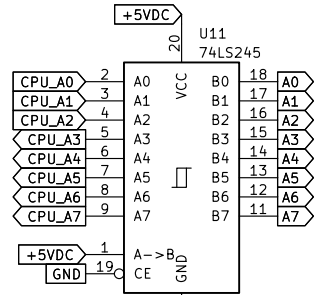 +5VDC
U11
74LS245
20
VCC
CPU_A0 2 A0 B0 18 A0
CPU_A1 3 A1 B1 17 A1
CPU_A2 4 A2 B2 16 A2
CPU_A3 5 A3 B3 15 A3
CPU_A4 6 A4 B4 14 A4
CPU_A5 7 A5 B5 13 A5
CPU_A6 8 A6 B6 12 A6
CPU_A7 9 A7 B7 11 A7
+5VDC 1 A->B
GND 19 CE
GND